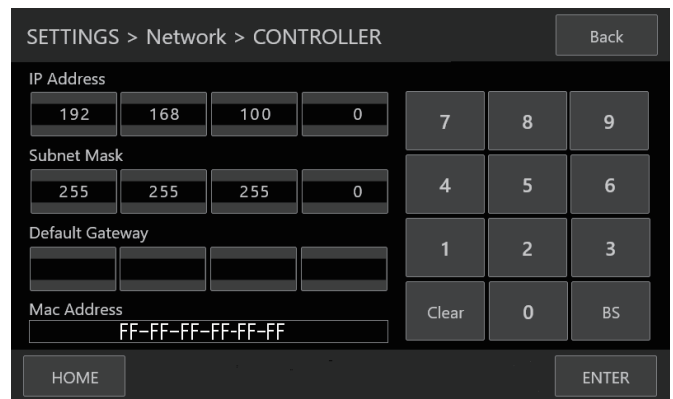 SETTINGS > Network > CONTROLLER Back
IP Address
192 168 100 0
7 8 9
Subnet Mask
255 255 255 0
4 5 6
Default Gateway
1 2 3
Mac Address
FF-FF-FF-FF-FF-FF
Clear 0 BS
HOME ENTER